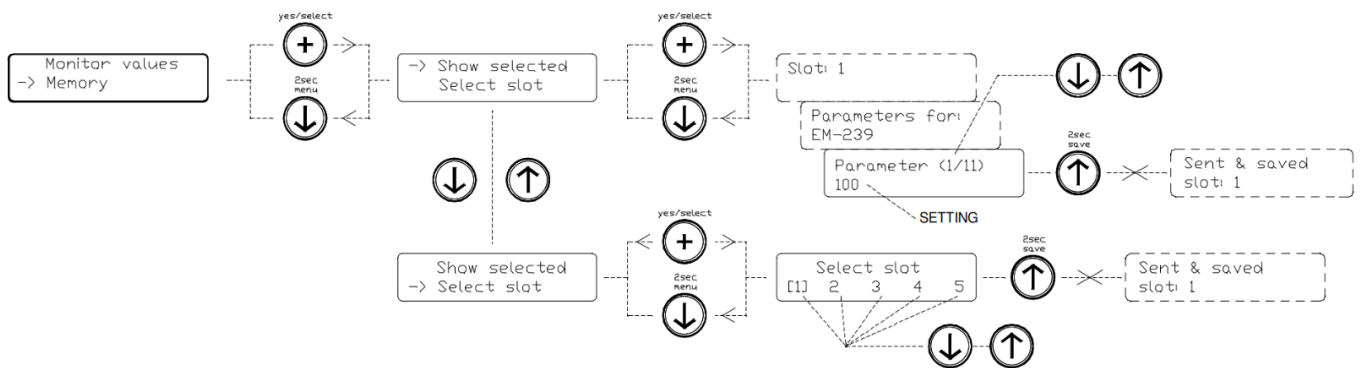 yes/select
+
2sec
menu
Monitor values
-> Memory
-> Show selected
Select slot
yes/select
+
2sec
menu
Slot: 1
Parameters for:
EM-239
Parameter (1/11)
100
SETTING
2sec
save
Sent & saved
slot: 1
Show selected
-> Select slot
yes/select
+
2sec
menu
Select slot
[1] 2 3 4 5
2sec
save
Sent & saved
slot: 1